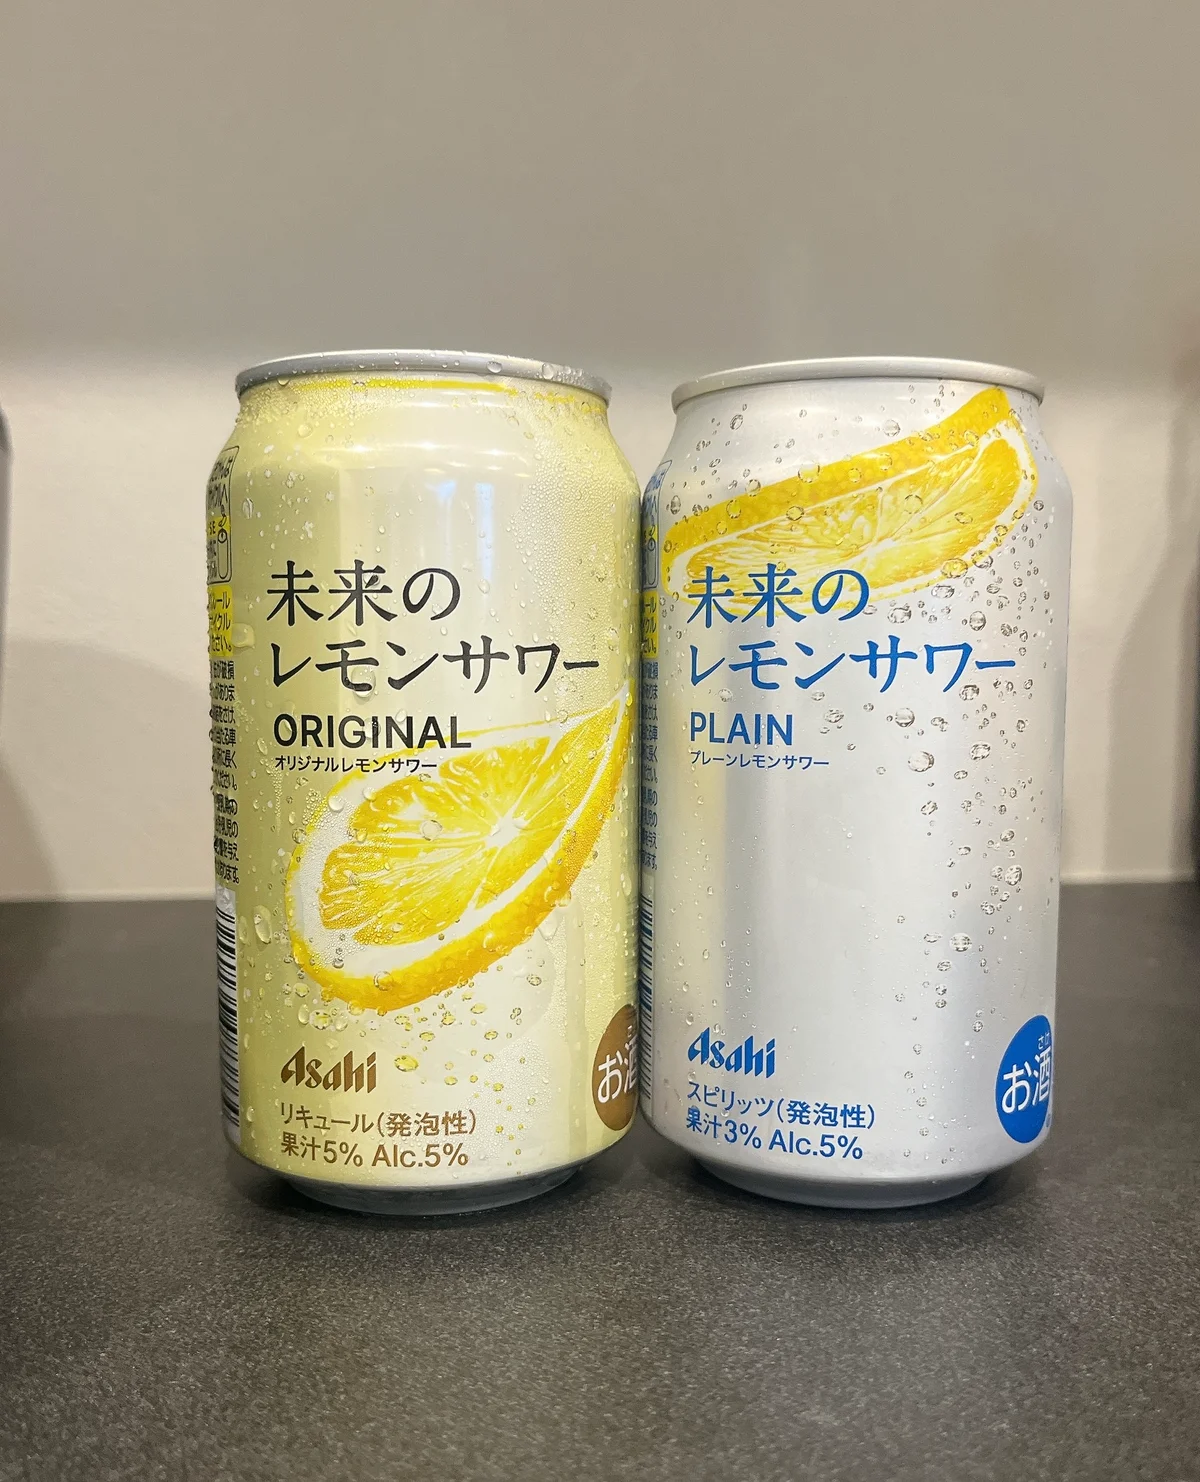 未来の
レモンサワー
ORIGINAL
オリジナルレモンサワー
Asahi
リキュール(発泡性)
果汁5% Alc.5%
お酒
未来の
レモンサワー
PLAIN
プレーンレモンサワー
Asahi
スピリッツ(発泡性)
果汁3% Alc.5%
さけ
お酒